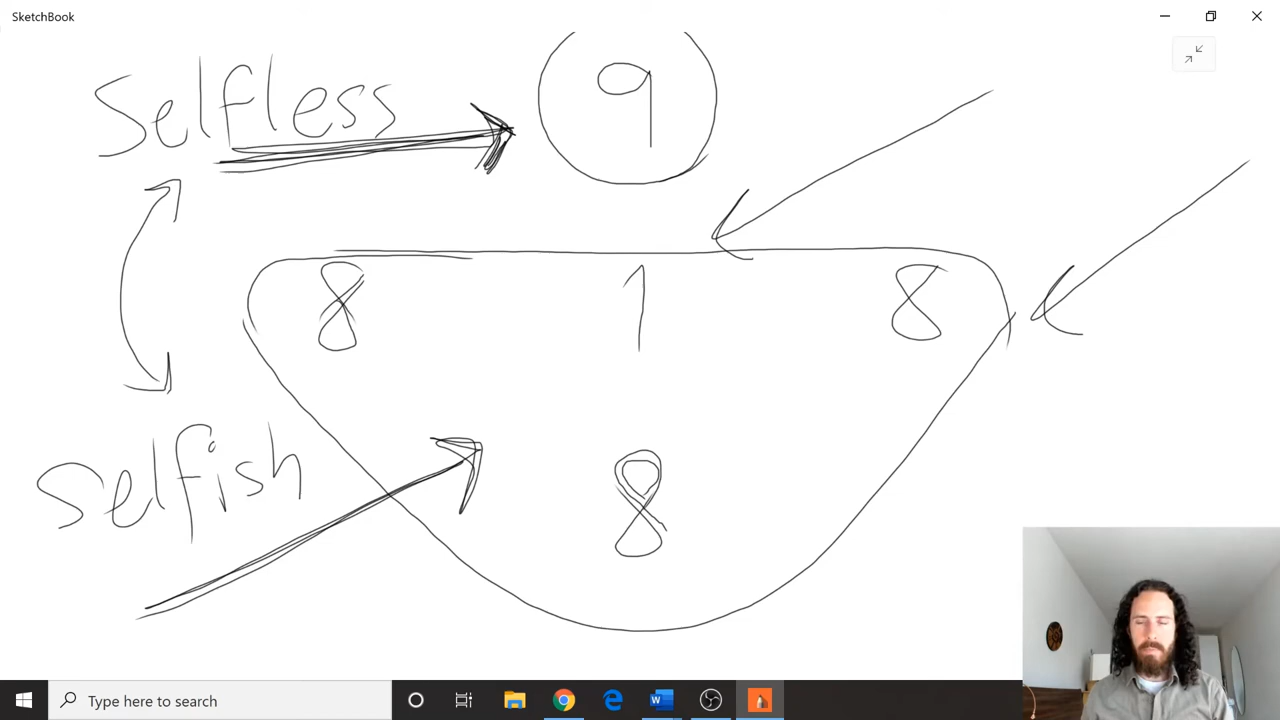 SketchBook
Selfless
9
8 1 8
Selfish
8
Type here to search